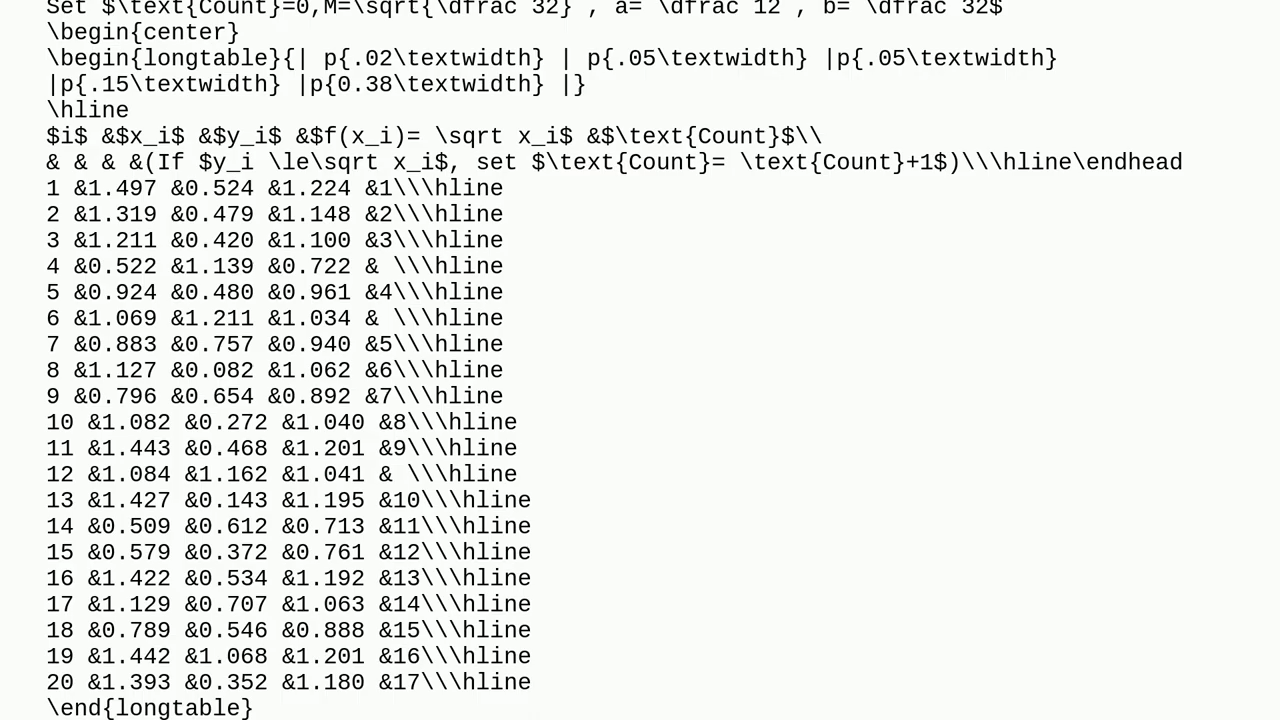 Set $\text{Count}=0,M=\sqrt{\dfrac 32} , a= \dfrac 12 , b= \dfrac 32$
\begin{center}
\begin{longtable}{| p{.02\textwidth} | p{.05\textwidth} |p{.05\textwidth}
|p{.15\textwidth} |p{0.38\textwidth} |}
\hline
$i$ &$x_i$ &$y_i$ &$f(x_i)= \sqrt x_i$ &$\text{Count}$\\
& & & &(If $y_i \le\sqrt x_i$, set $\text{Count}= \text{Count}+1$)\\\hline\endhead
1 &1.497 &0.524 &1.224 &1\\\hline
2 &1.319 &0.479 &1.148 &2\\\hline
3 &1.211 &0.420 &1.100 &3\\\hline
4 &0.522 &1.139 &0.722 & \\\hline
5 &0.924 &0.480 &0.961 &4\\\hline
6 &1.069 &1.211 &1.034 & \\\hline
7 &0.883 &0.757 &0.940 &5\\\hline
8 &1.127 &0.082 &1.062 &6\\\hline
9 &0.796 &0.654 &0.892 &7\\\hline
10 &1.082 &0.272 &1.040 &8\\\hline
11 &1.443 &0.468 &1.201 &9\\\hline
12 &1.084 &1.162 &1.041 & \\\hline
13 &1.427 &0.143 &1.195 &10\\\hline
14 &0.509 &0.612 &0.713 &11\\\hline
15 &0.579 &0.372 &0.761 &12\\\hline
16 &1.422 &0.534 &1.192 &13\\\hline
17 &1.129 &0.707 &1.063 &14\\\hline
18 &0.789 &0.546 &0.888 &15\\\hline
19 &1.442 &1.068 &1.201 &16\\\hline
20 &1.393 &0.352 &1.180 &17\\\hline
\end{longtable}